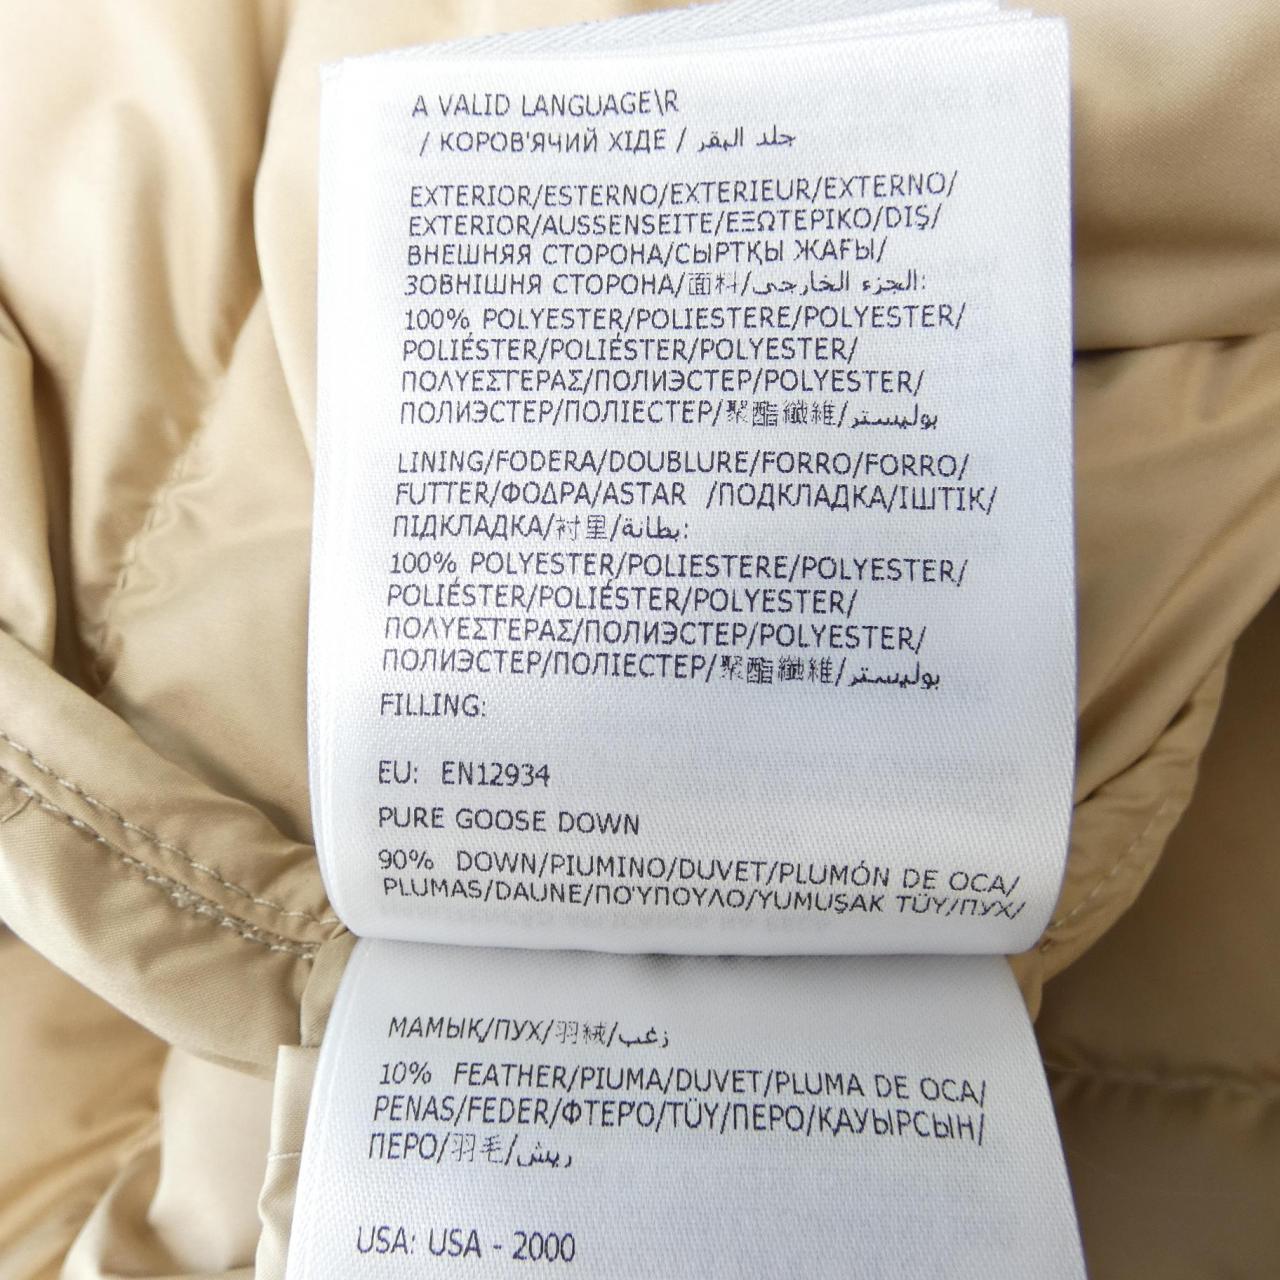 A VALID LANGUAGE\R
/ КОРОВ'ЯЧИЙ ХІДЕ / جلد البقر
EXTERIOR/ESTERNO/EXTERIEUR/EXTERNO/
EXTERIOR/AUSSENSEITE/ΕΞΩΤΕΡΙΚΟ/DIŞ/
ВНЕШНЯЯ СТОРОНА/СЫРТҚЫ ЖАҒЫ/
ЗОВНІШНЯ СТОРОНА/面料/الجزء الخارجي:
100% POLYESTER/POLIESTERE/POLYESTER/
POLIÉSTER/POLIÉSTER/POLYESTER/
ΠΟΛΥΕΣΤΕΡΑΣ/ПОЛИЭСТЕР/POLYESTER/
ПОЛИЭСТЕР/ПОЛІЕСТЕР/聚酯纖維/بوليستر
LINING/FODERA/DOUBLURE/FORRO/FORRO/
FUTTER/ΦΟΔΡΑ/ASTAR /ПОДКЛАДКА/ІШТІК/
ПІДКЛАДКА/衬里/بطانة:
100% POLYESTER/POLIESTERE/POLYESTER/
POLIÉSTER/POLIÉSTER/POLYESTER/
ΠΟΛΥΕΣΤΕΡΑΣ/ПОЛИЭСТЕР/POLYESTER/
ПОЛИЭСТЕР/ПОЛІЕСТЕР/聚酯纖維/بوليستر
FILLING:
EU: EN12934
PURE GOOSE DOWN
90% DOWN/PIUMINO/DUVET/PLUMÓN DE OCA/
PLUMAS/DAUNE/ΠΟΎΠΟΥΛΟ/YUMUŞAK TÜY/ПУХ/
МАМЫҚ/ПУХ/羽絨/زغب
10% FEATHER/PIUMA/DUVET/PLUMA DE OCA/
PENAS/FEDER/ΦΤΕΡΌ/TÜY/ПЕРО/ҚАУЫРСЫН/
ПЕРО/羽毛/ريش
USA: USA - 2000